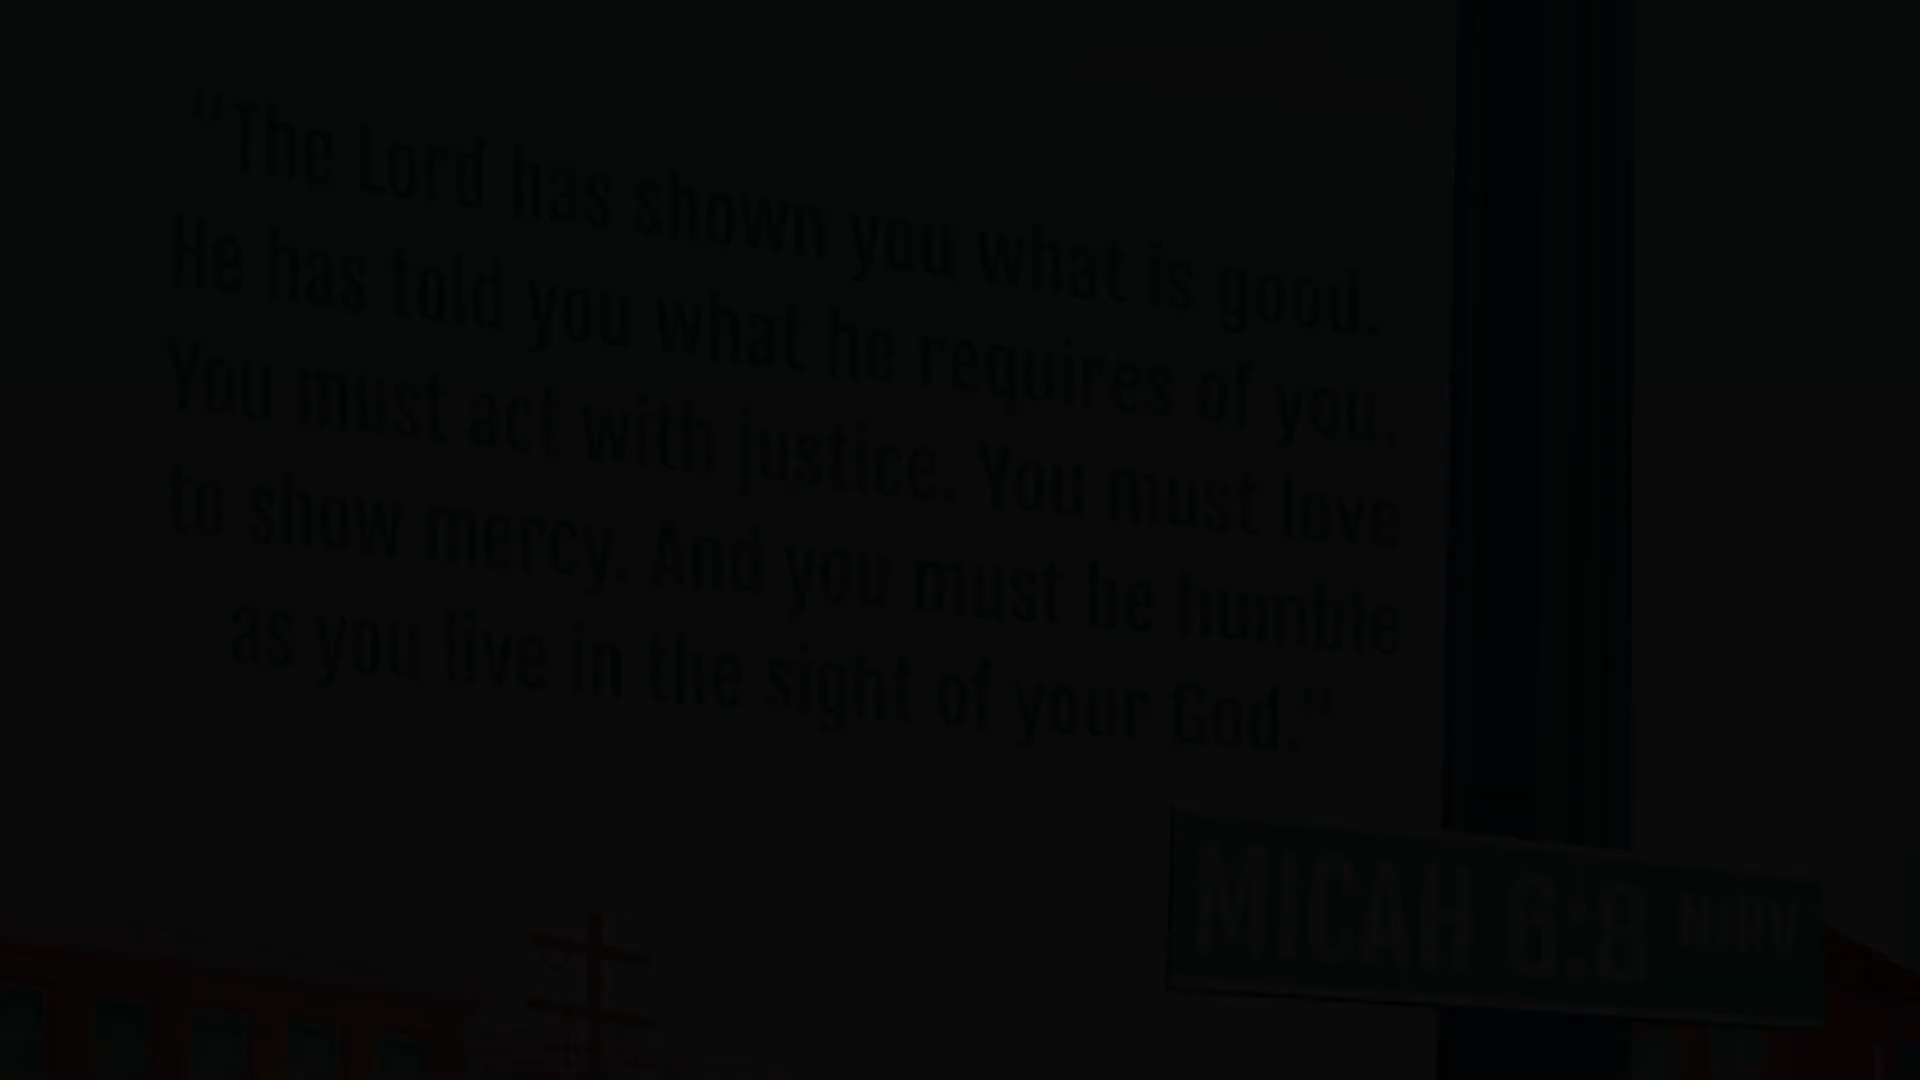 "The Lord has shown you what is good.
He has told you what he requires of you.
You must act with justice. You must love
to show mercy. And you must be humble
as you live in the sight of your God."
MICAH 6:8 NIRV